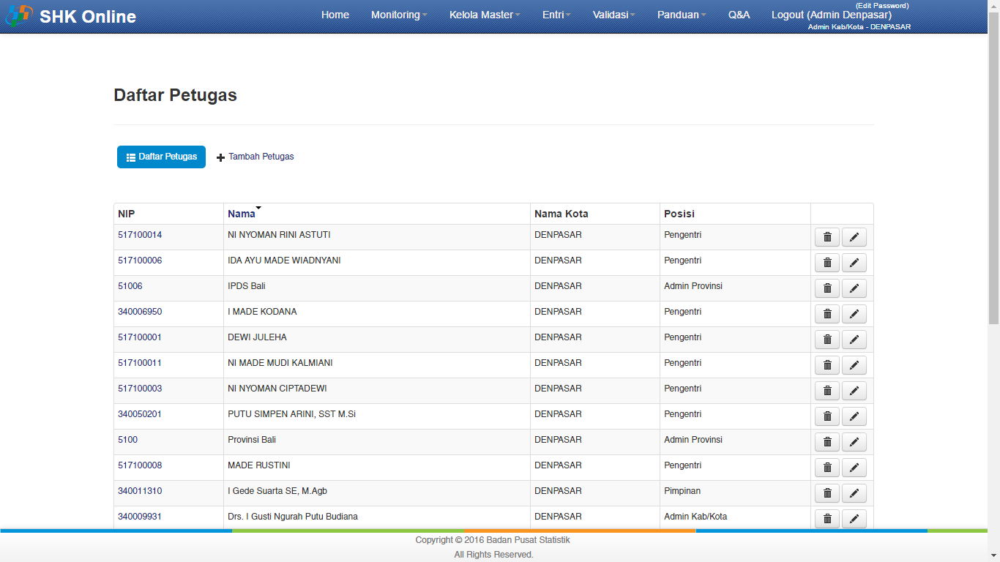 SHK Online
Home Monitoring Kelola Master Entri Validasi Panduan Q&A Logout (Admin Denpasar)
(Edit Password)
Admin Kab/Kota - DENPASAR
Daftar Petugas
Daftar Petugas Tambah Petugas
NIP Nama Nama Kota Posisi
517100014 NI NYOMAN RINI ASTUTI DENPASAR Pengentri
517100006 IDA AYU MADE WIADNYANI DENPASAR Pengentri
51006 IPDS Bali DENPASAR Admin Provinsi
340006950 I MADE KODANA DENPASAR Pengentri
517100001 DEWI JULEHA DENPASAR Pengentri
517100011 NI MADE MUDI KALMIANI DENPASAR Pengentri
517100003 NI NYOMAN CIPTADEWI DENPASAR Pengentri
340050201 PUTU SIMPEN ARINI, SST M.Si DENPASAR Pengentri
5100 Provinsi Bali DENPASAR Admin Provinsi
517100008 MADE RUSTINI DENPASAR Pengentri
340011310 I Gede Suarta SE, M.Agb DENPASAR Pimpinan
340009931 Drs. I Gusti Ngurah Putu Budiana DENPASAR Admin Kab/Kota
Copyright © 2016 Badan Pusat Statistik
All Rights Reserved.